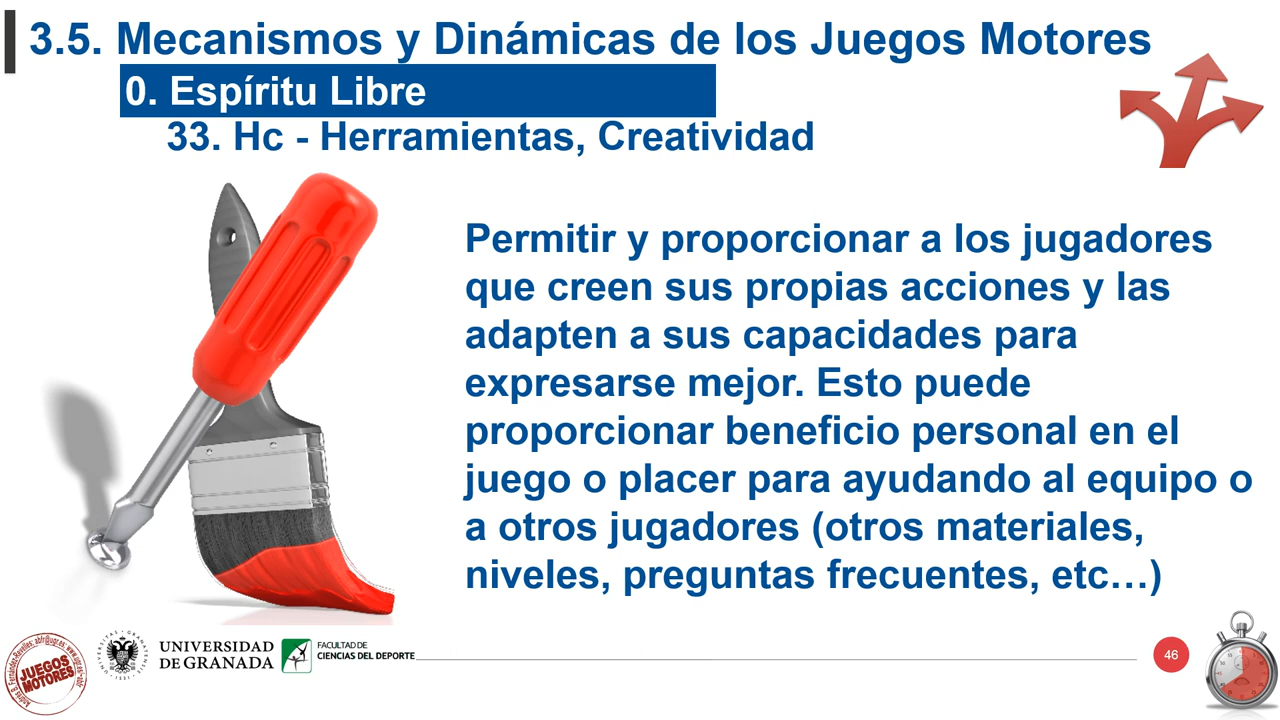 3.5. Mecanismos y Dinámicas de los Juegos Motores
0. Espíritu Libre
33. Hc - Herramientas, Creatividad
Permitir y proporcionar a los jugadores
que creen sus propias acciones y las
adapten a sus capacidades para
expresarse mejor. Esto puede
proporcionar beneficio personal en el
juego o placer para ayudando al equipo o
a otros jugadores (otros materiales,
niveles, preguntas frecuentes, etc…)
JUEGOS
MOTORES
UNIVERSIDAD
DE GRANADA
FACULTAD DE
CIENCIAS DEL DEPORTE
46